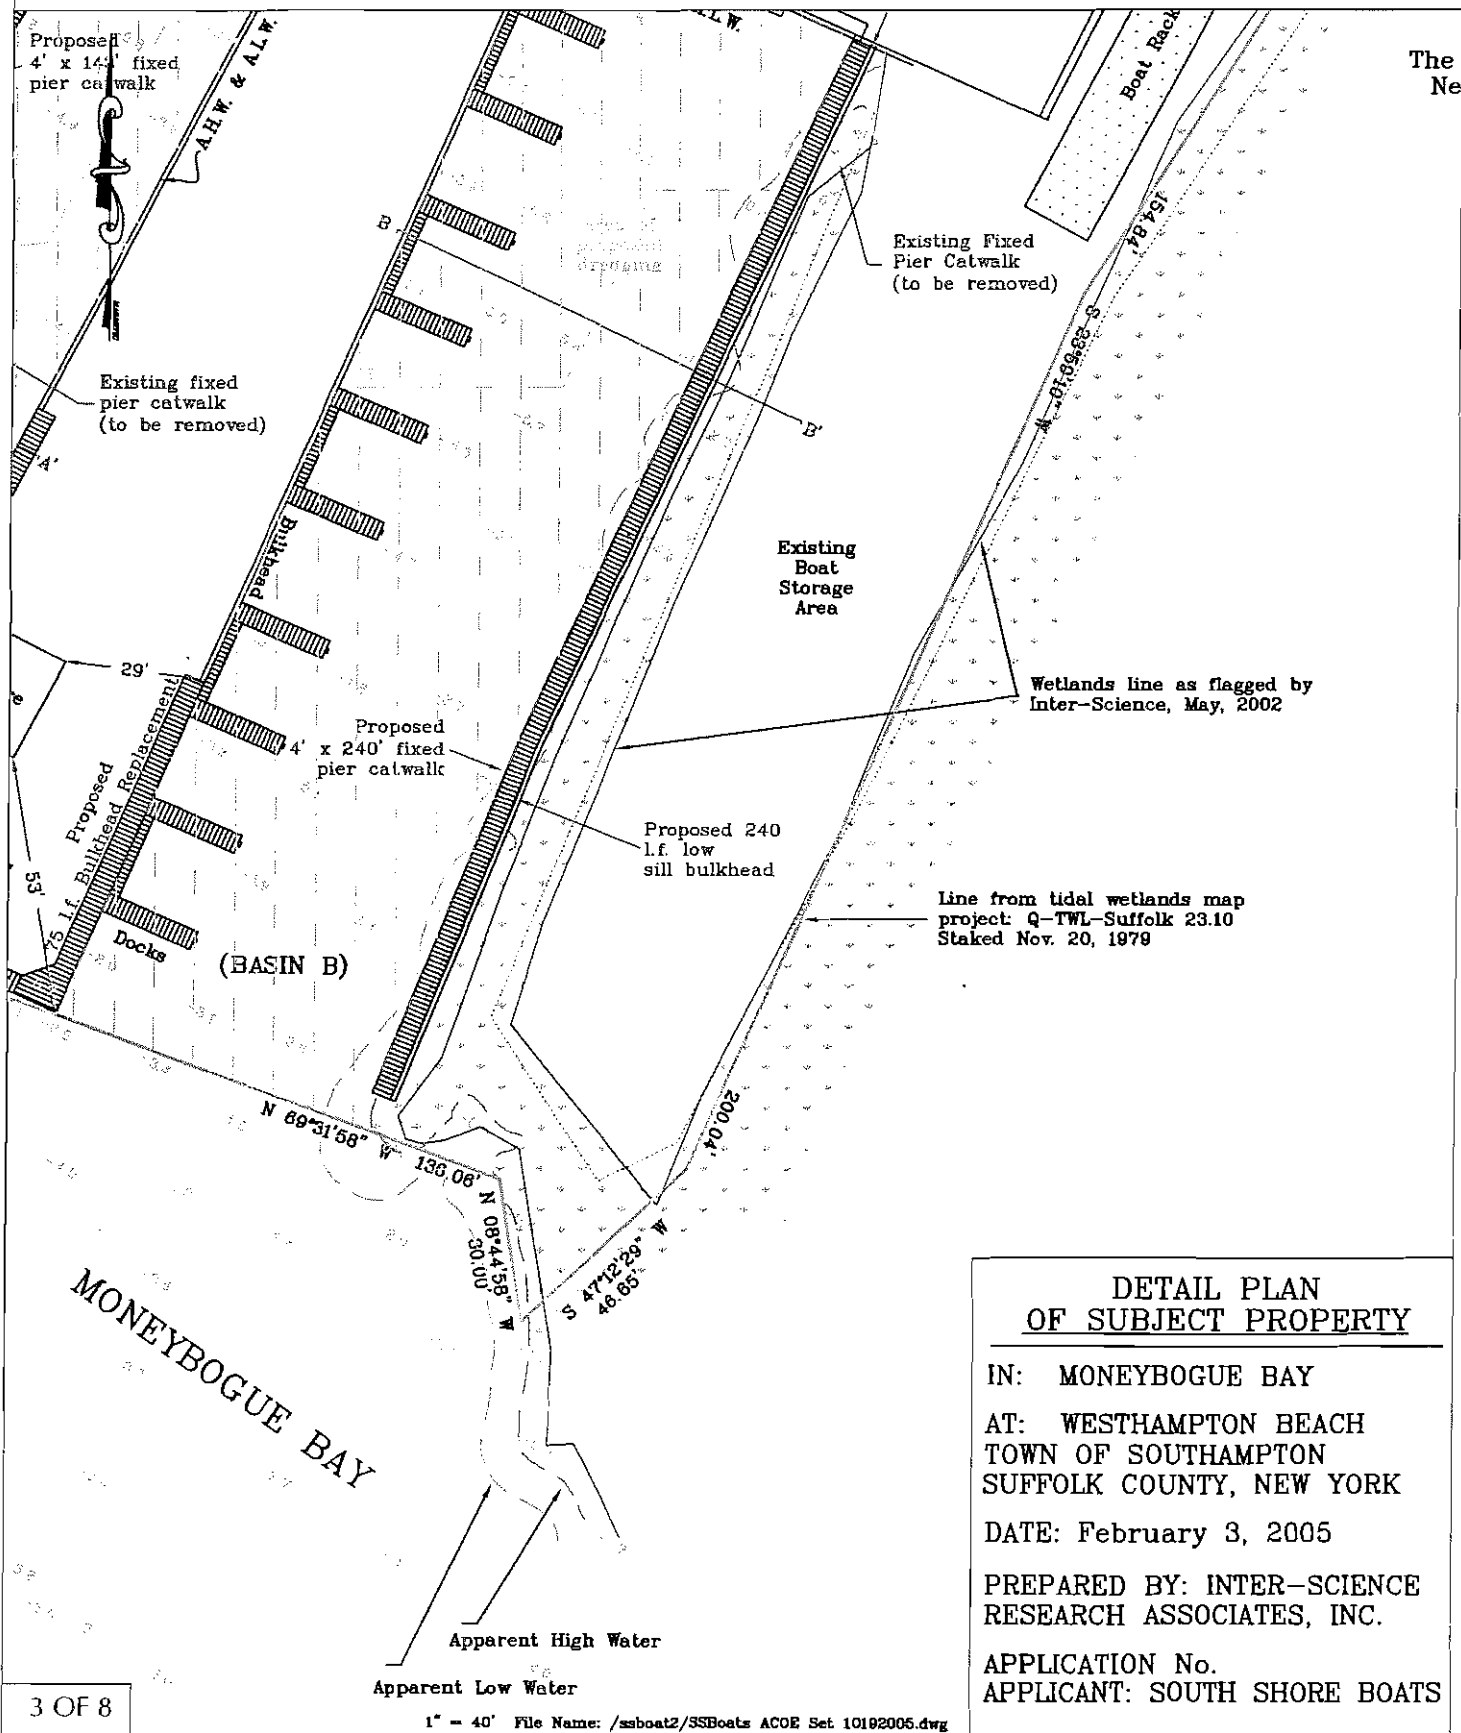 Proposed
pier catwalk
A.H.W. & A.L.W.
Boat Rack
The
Ne
B
Existing Fixed
Pier Catwalk
(to be removed)
154.84'
Existing fixed
pier catwalk
(to be removed)
'A'
B'
Bulkhead
Existing
Boat
Storage
Area
29'
Wetlands line as flagged by
Inter-Science, May, 2002
Proposed
4' x 240' fixed
pier catwalk
Proposed
75 l.f. Bulkhead Replacement
53'
Proposed 240
l.f. low
sill bulkhead
Line from tidal wetlands map
project: Q-TWL-Suffolk 23.10
Staked Nov. 20, 1979
Docks
(BASIN B)
N 69°31'58" W 136.06'
200.04'
N 08°44'58" W
30.00'
S 47°12'29" W
46.65'
MONEYBOGUE BAY
Apparent High Water
Apparent Low Water
DETAIL PLAN
OF SUBJECT PROPERTY
IN: MONEYBOGUE BAY
AT: WESTHAMPTON BEACH
TOWN OF SOUTHAMPTON
SUFFOLK COUNTY, NEW YORK
DATE: February 3, 2005
PREPARED BY: INTER-SCIENCE
RESEARCH ASSOCIATES, INC.
APPLICATION No.
APPLICANT: SOUTH SHORE BOATS
3 OF 8
1" = 40' File Name: /ssboat2/SSBoats ACOE Set 10192005.dwg